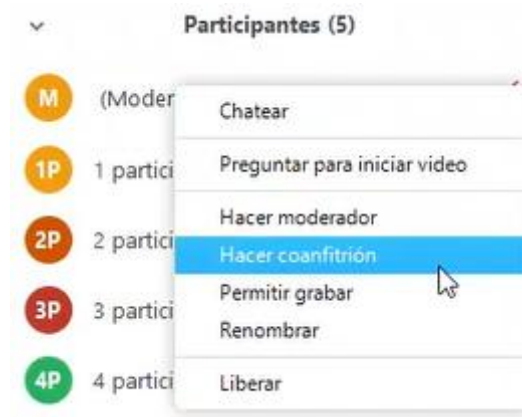 Participantes (5)
M (Moder
Chatear
1P 1 partici
Preguntar para iniciar video
Hacer moderador
2P 2 partici
Hacer coanfitrión
Permitir grabar
3P 3 partici
Renombrar
4P 4 partici
Liberar